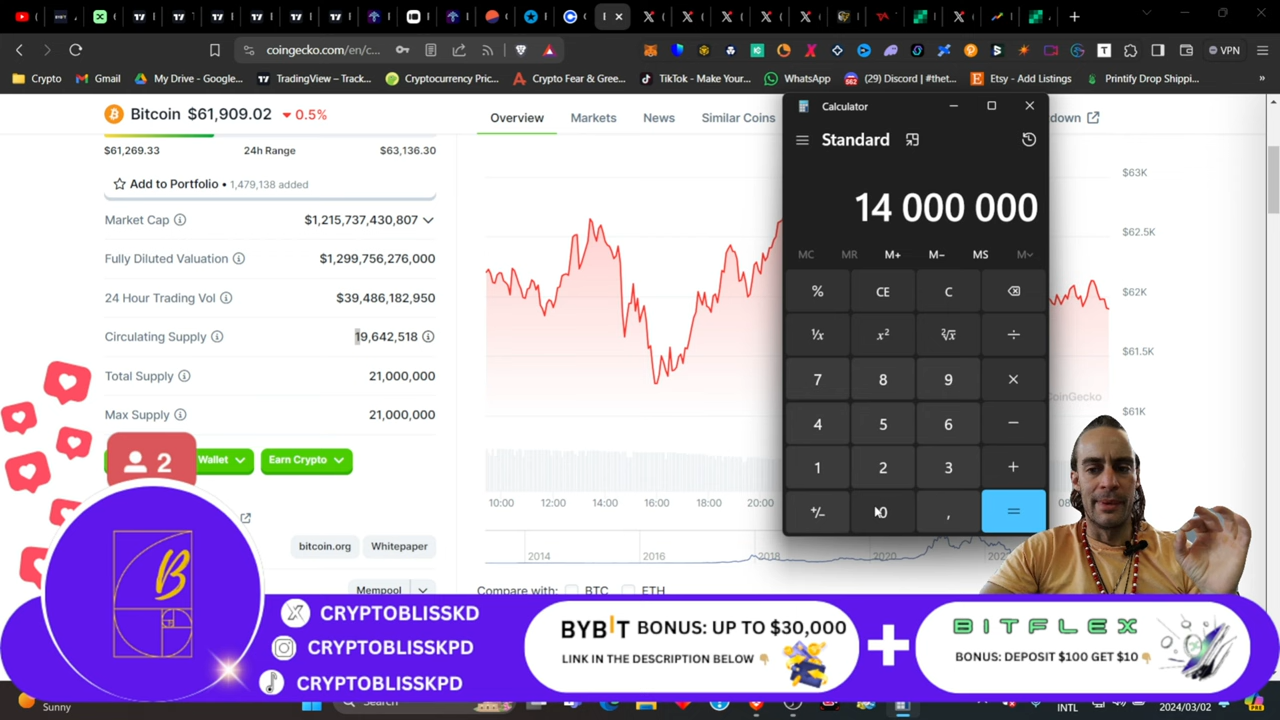 coingecko.com/en/c...
VPN
Crypto
Gmail
My Drive - Google...
TradingView – Track...
Cryptocurrency Pric...
Crypto Fear & Gree...
TikTok - Make Your...
WhatsApp
(29) Discord | #thet...
Etsy - Add Listings
Printify Drop Shippi...
Bitcoin $61,909.02 0.5%
Overview
Markets
News
Similar Coins
down
$61,269.33
24h Range
$63,136.30
Add to Portfolio • 1,479,138 added
Market Cap
$1,215,737,430,807
Fully Diluted Valuation
$1,299,756,276,000
24 Hour Trading Vol
$39,486,182,950
Circulating Supply
19,642,518
Total Supply
21,000,000
Max Supply
21,000,000
2
Wallet
Earn Crypto
bitcoin.org
Whitepaper
Mempool
$63K
$62.5K
$62K
$61.5K
$61K
10:00
12:00
14:00
16:00
18:00
20:00
2014
2016
2018
2020
Compare with:
BTC
ETH
Calculator
Standard
14 000 000
MC
MR
M+
M−
MS
M
%
CE
C
⅟x
x²
²√x
÷
7
8
9
×
4
5
6
−
1
2
3
+
+/−
0
,
=
B
CRYPTOBLISSKD
CRYPTOBLISSKPD
CRYPTOBLISSKPD
BYBIT BONUS: UP TO $30,000
LINK IN THE DESCRIPTION BELOW
+
BITFLEX
BONUS: DEPOSIT $100 GET $10
Sunny
Search
INTL
2024/03/02